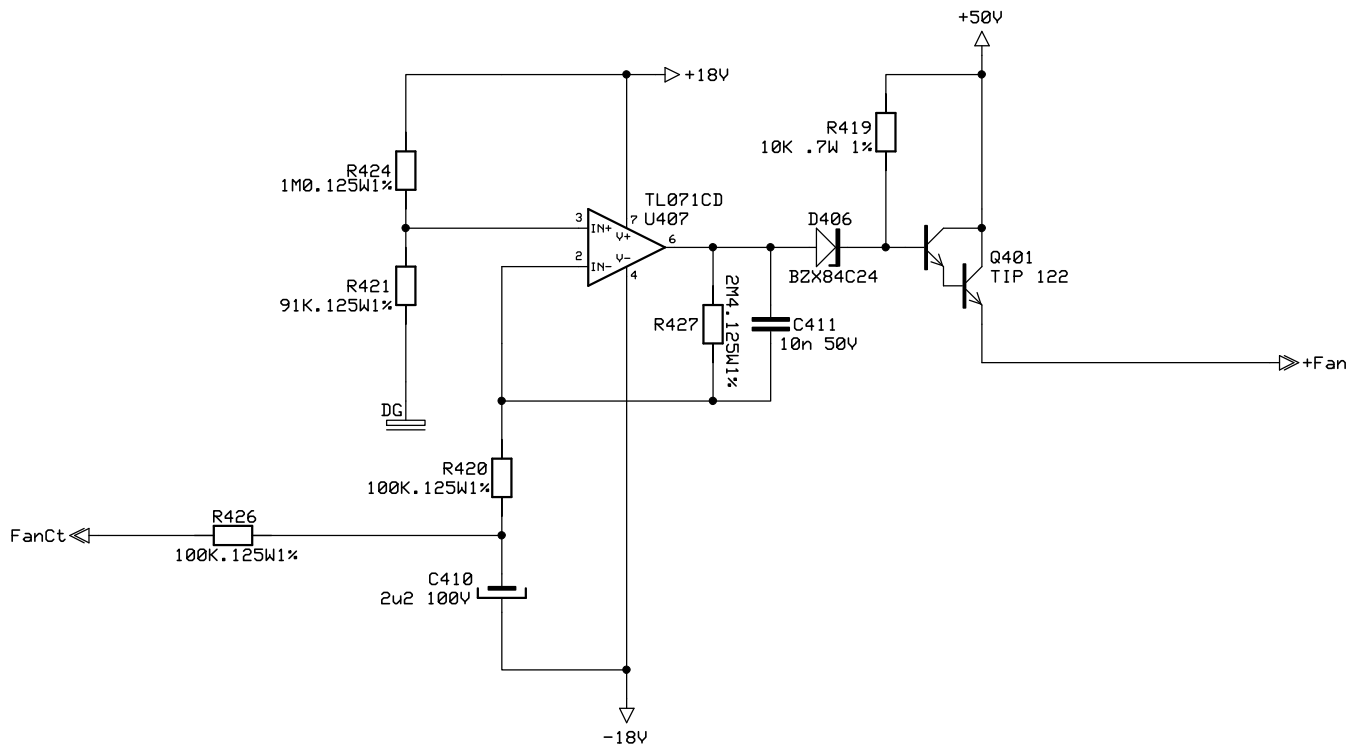 +50V
+18V
R419
10K .7W 1%
R424
1M0.125W1%
TL071CD
U407
3
IN+
7
V+
6
2
IN-
V-
4
D406
BZX84C24
Q401
TIP 122
R421
91K.125W1%
R427
2M4.125W1%
C411
10n 50V
+Fan
DG
R420
100K.125W1%
FanCt
R426
100K.125W1%
C410
2u2 100V
-18V